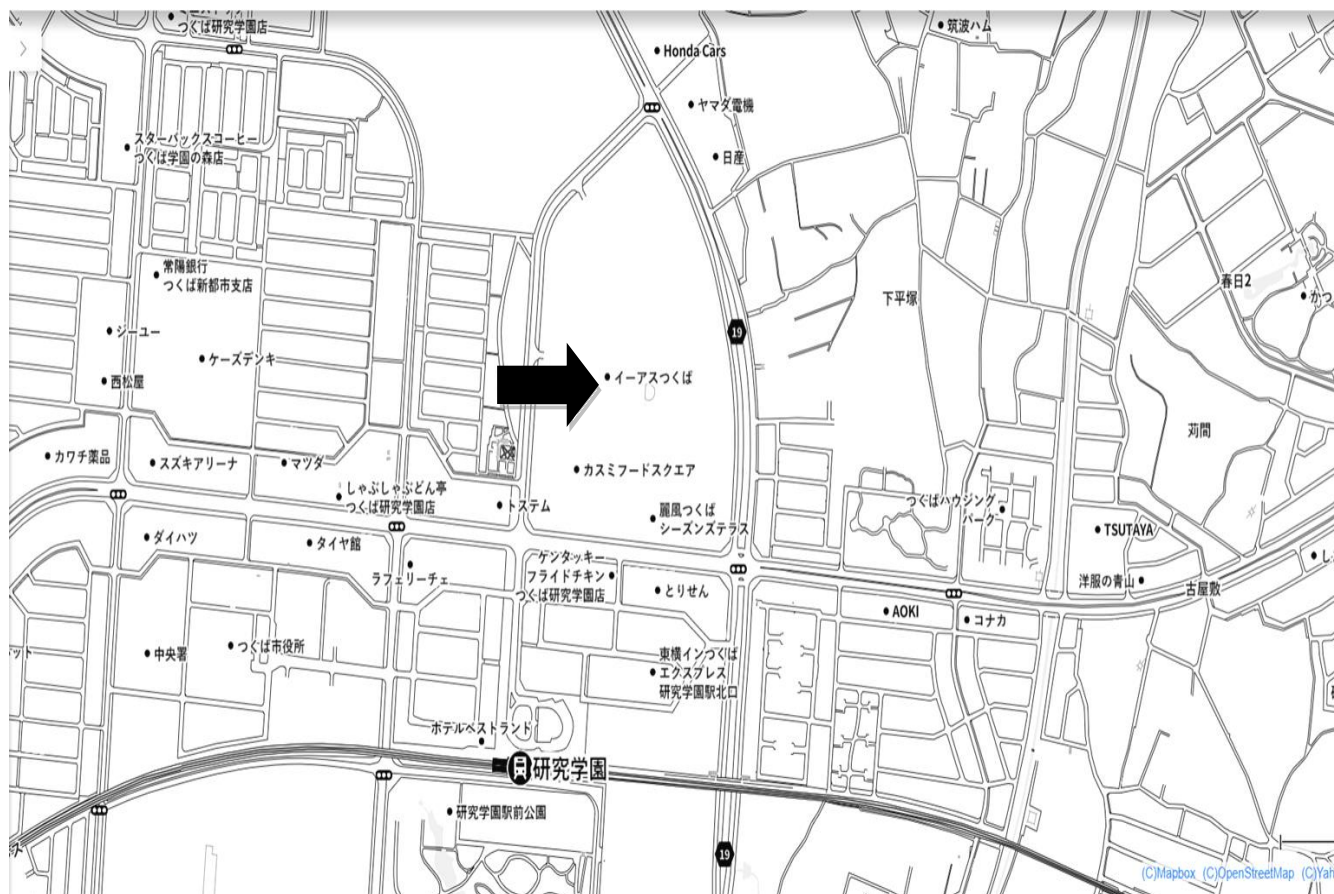 つくば研究学園店
筑波ハム
Honda Cars
ヤマダ電機
日産
スターバックスコーヒー
つくば学園の森店
常陽銀行
つくば新都市支店
春日2
下平塚
かつ
ジーユー
19
ケーズデンキ
イーアスつくば
西松屋
苅間
カワチ薬品
スズキアリーナ
マツダ
カスミフードスクエア
しゃぶしゃぶどん亭
つくば研究学園店
トステム
つくばハウジング
パーク
麗風つくば
シーズンズテラス
TSUTAYA
ダイハツ
タイヤ館
ラフェリーチェ
ケンタッキー
フライドチキン
つくば研究学園店
とりせん
洋服の青山
古屋敷
AOKI
コナカ
つくば市役所
中央署
東横インつくば
エクスプレス
研究学園駅北口
ホテルベストランド
研究学園
研究学園駅前公園
19
(C)Mapbox (C)OpenStreetMap (C)Yah